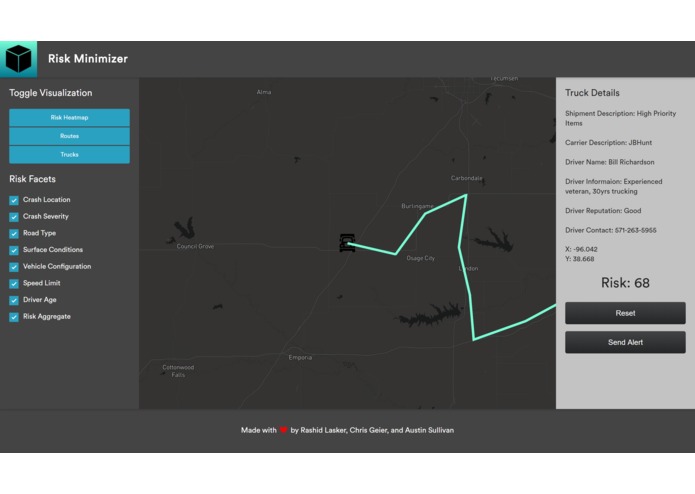 Risk Minimizer
Toggle Visualization
Risk Heatmap
Routes
Trucks
Risk Facets
Crash Location
Crash Severity
Road Type
Surface Conditions
Vehicle Configuration
Speed Limit
Driver Age
Risk Aggregate
Tecumseh
Alma
Carbondale
Burlingame
Council Grove
Osage City
Lyndon
Emporia
Cottonwood
Falls
Truck Details
Shipment Description: High Priority
Items
Carrier Description: JBHunt
Driver Name: Bill Richardson
Driver Informaion: Experienced
veteran, 30yrs trucking
Driver Reputation: Good
Driver Contact: 571-263-5955
X: -96.042
Y: 38.668
Risk: 68
Reset
Send Alert
Made with by Rashid Lasker, Chris Geier, and Austin Sullivan